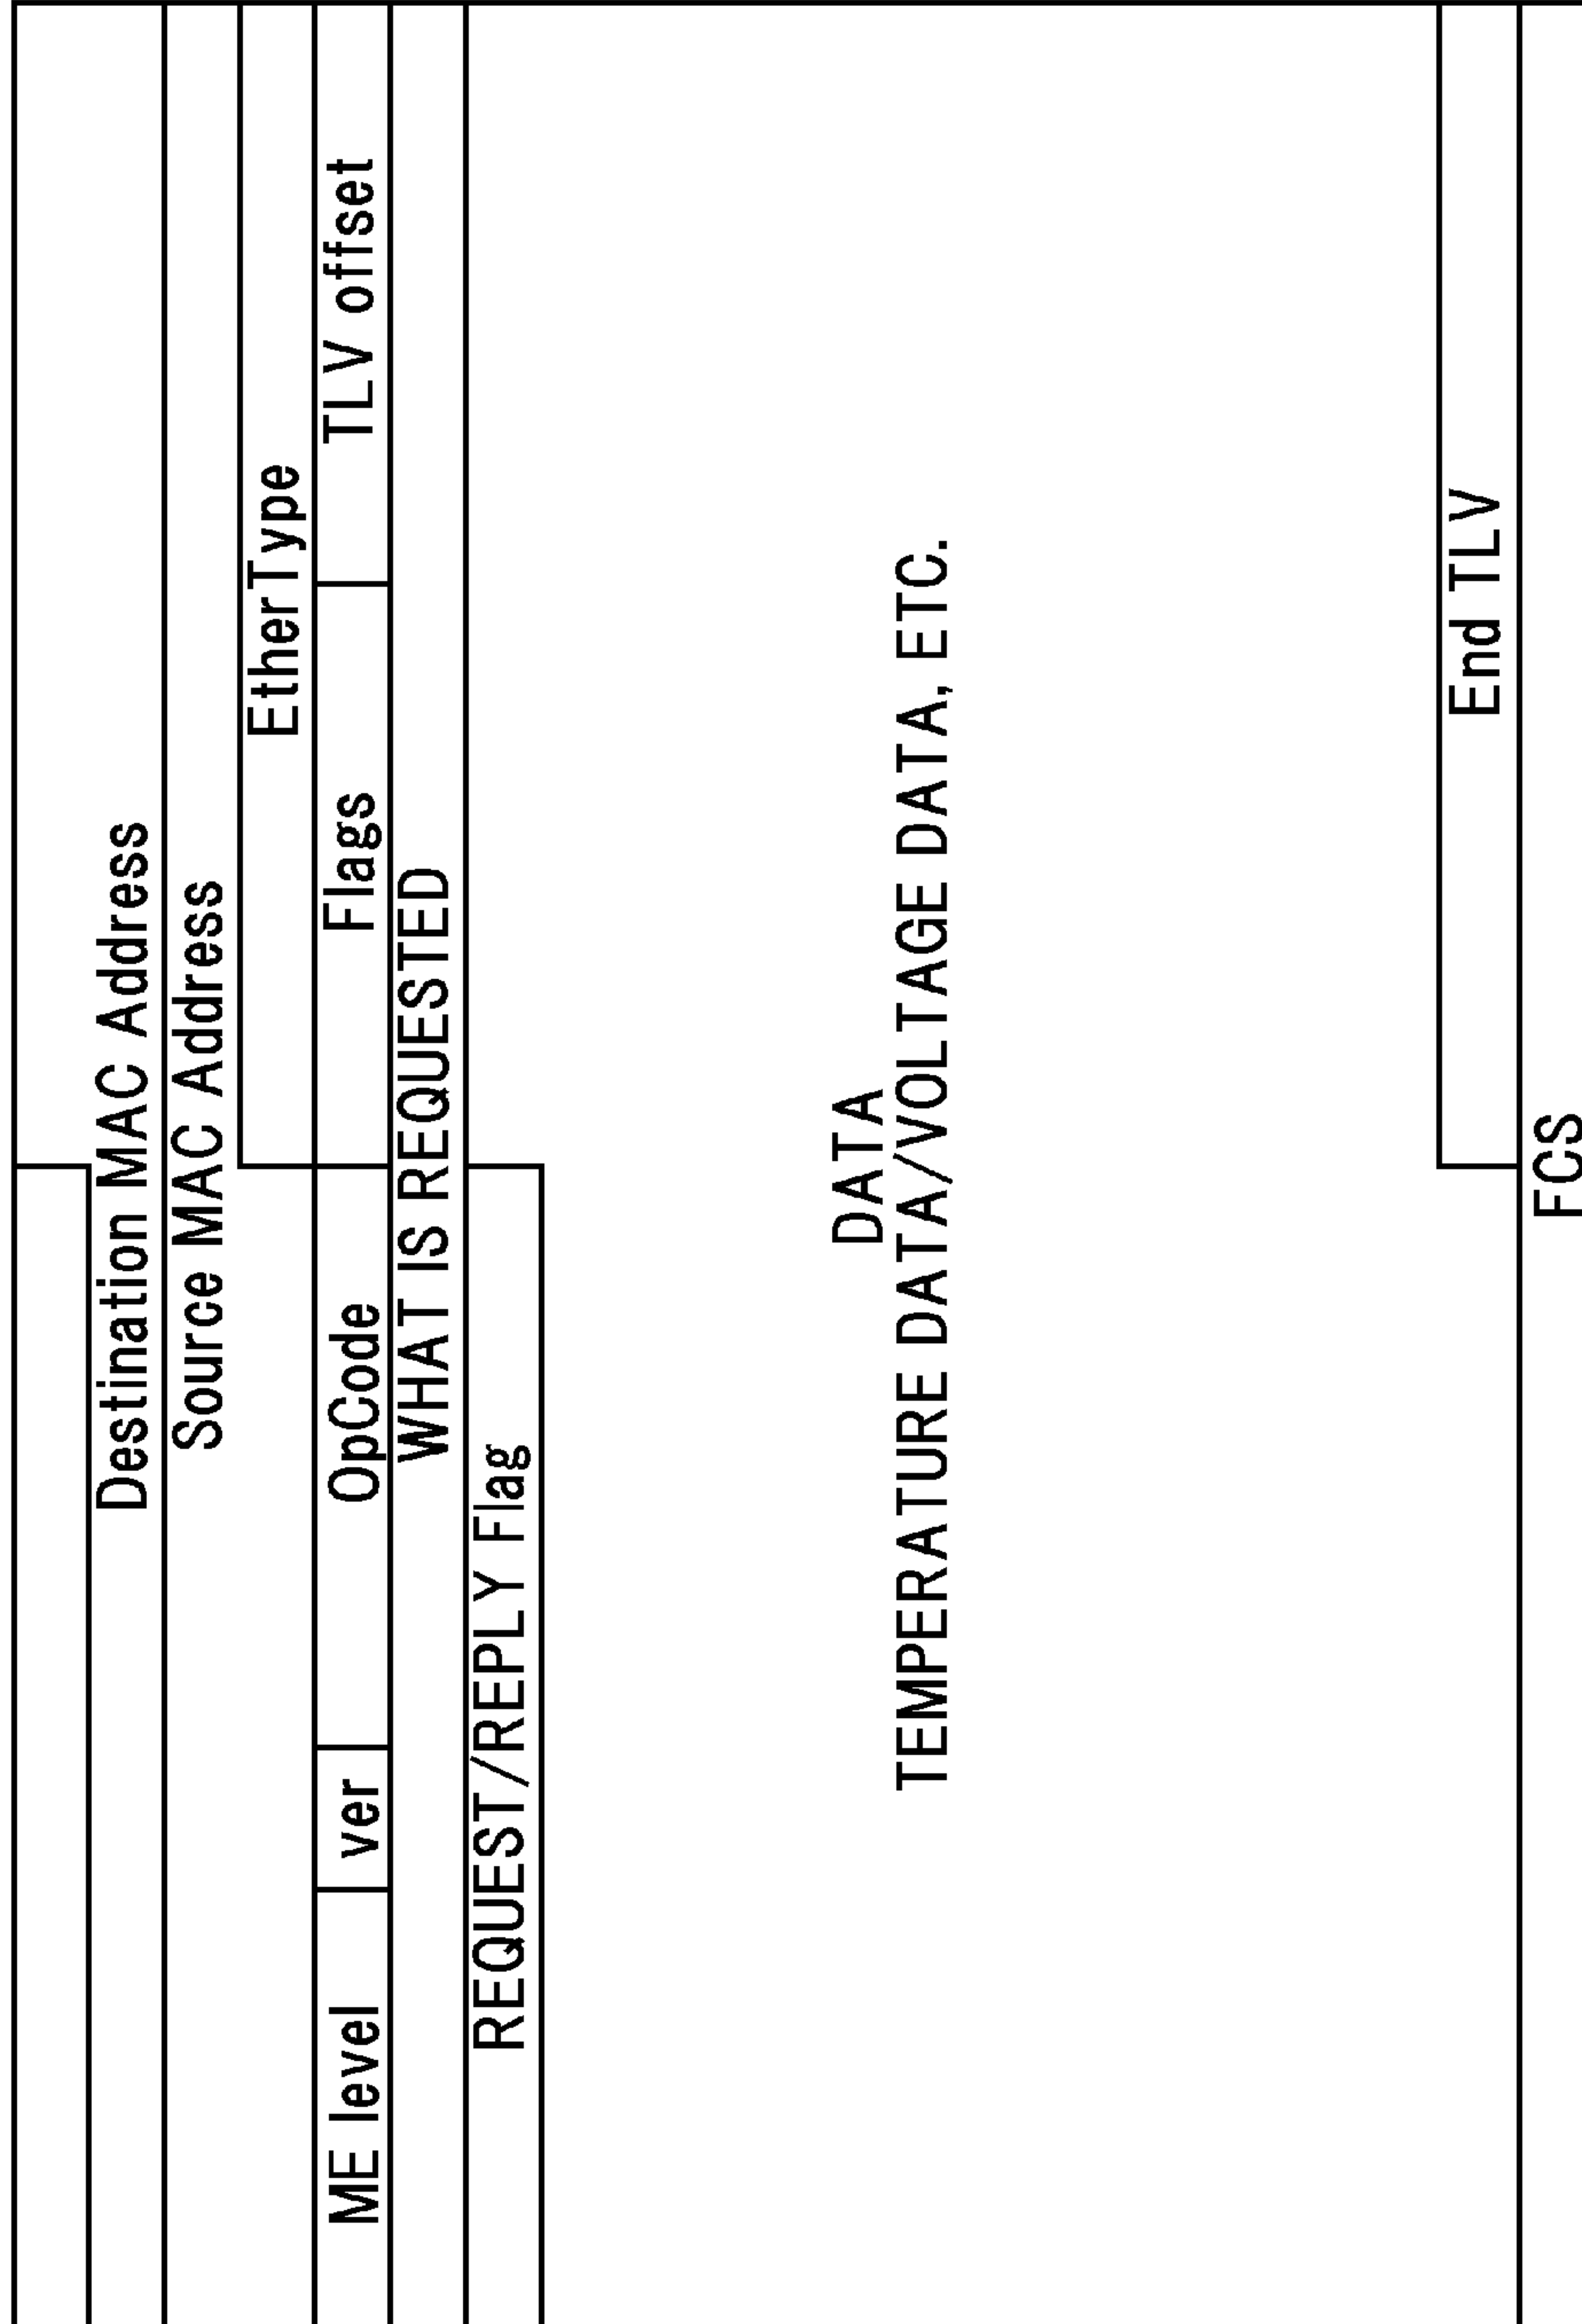 Destination MAC Address
Source MAC Address
EtherType
ME level ver OpCode Flags TLV offset
WHAT IS REQUESTED
REQUEST/REPLY Flag
DATA
TEMPERATURE DATA/VOLTAGE DATA, ETC.
End TLV
FCS